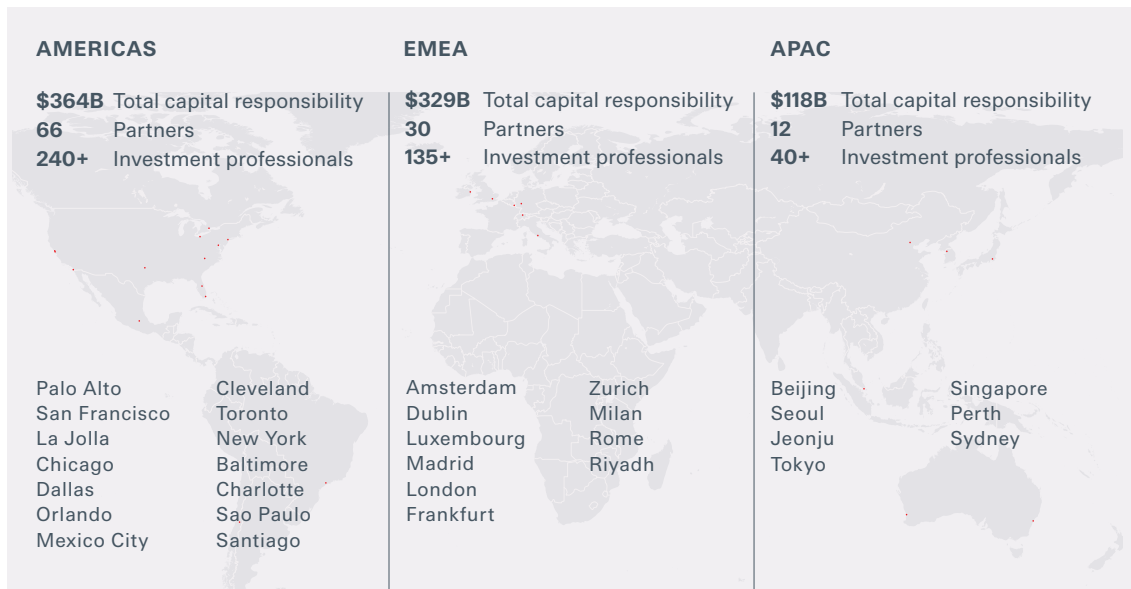 AMERICAS
$364B Total capital responsibility
66 Partners
240+ Investment professionals
Palo Alto
San Francisco
La Jolla
Chicago
Dallas
Orlando
Mexico City
Cleveland
Toronto
New York
Baltimore
Charlotte
Sao Paulo
Santiago
EMEA
$329B Total capital responsibility
30 Partners
135+ Investment professionals
Amsterdam
Dublin
Luxembourg
Madrid
London
Frankfurt
Zurich
Milan
Rome
Riyadh
APAC
$118B Total capital responsibility
12 Partners
40+ Investment professionals
Beijing
Seoul
Jeonju
Tokyo
Singapore
Perth
Sydney